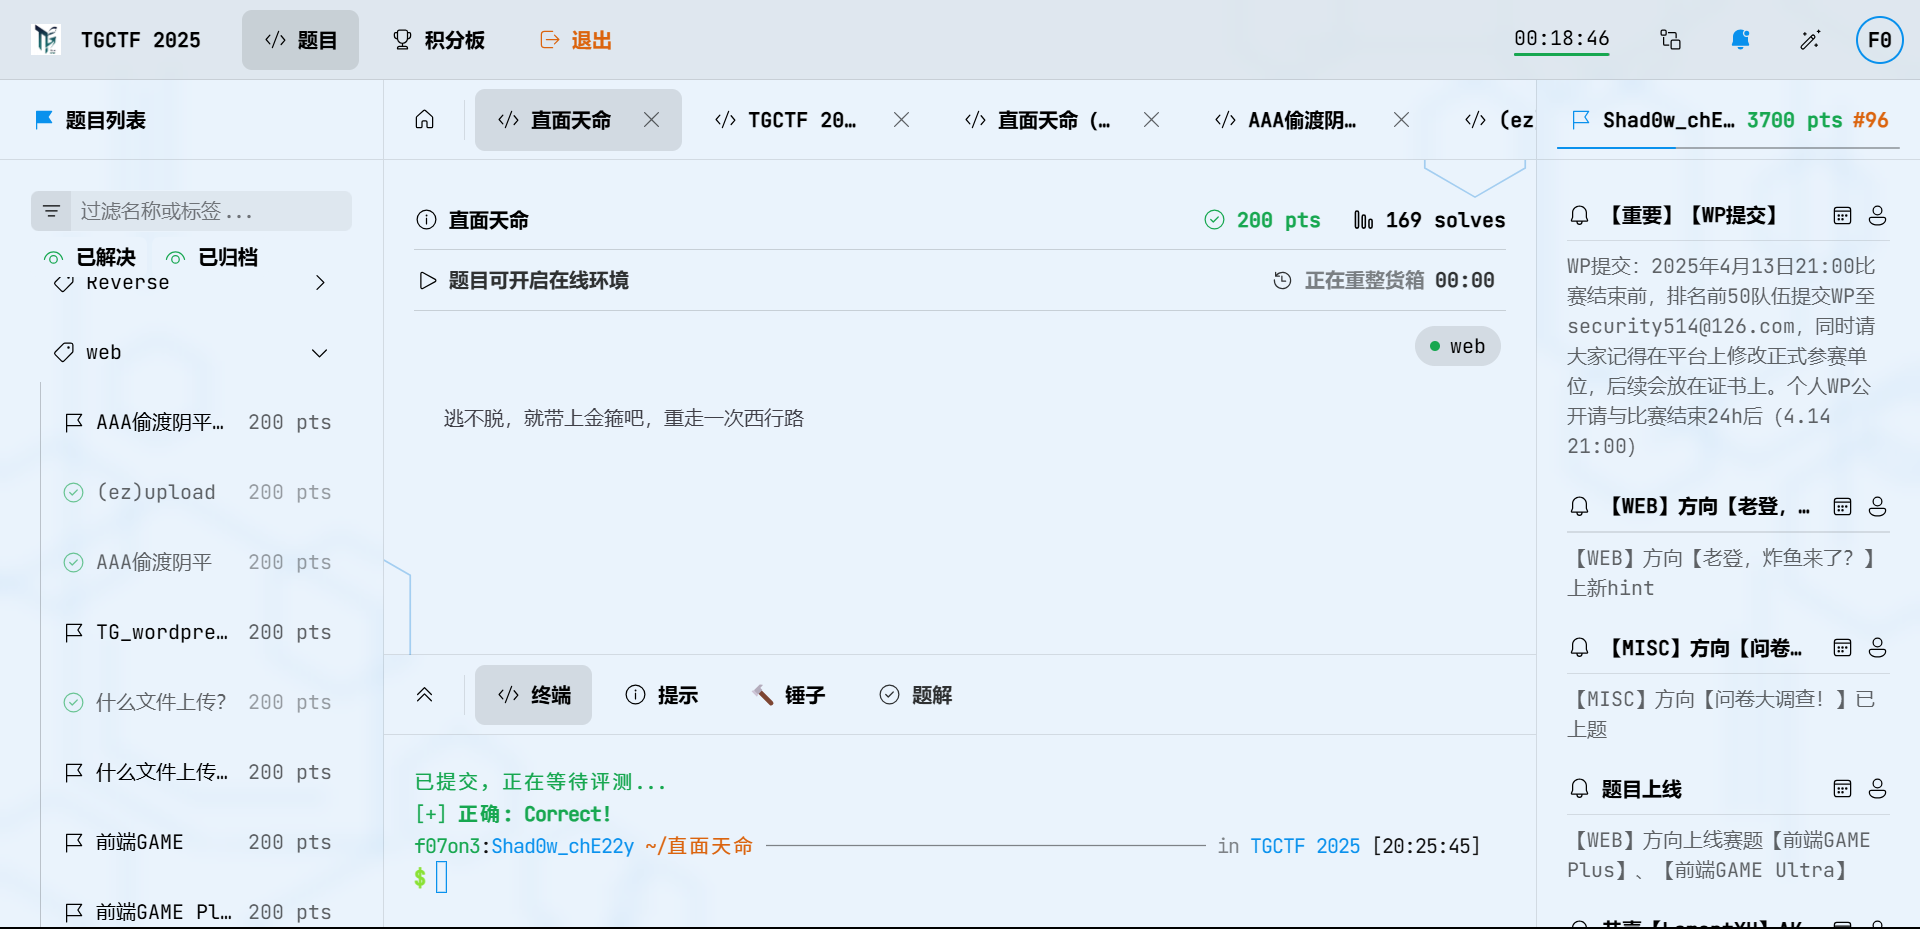 TGCTF 2025
题目
积分板
退出
00:18:46
F0
题目列表
过滤名称或标签...
已解决
已归档
Reverse
web
AAA偷渡阴平… 200 pts
(ez)upload 200 pts
AAA偷渡阴平 200 pts
TG_wordpre… 200 pts
什么文件上传? 200 pts
什么文件上传… 200 pts
前端GAME 200 pts
前端GAME Pl… 200 pts
直面天命
TGCTF 20…
直面天命 (…
AAA偷渡阴…
(ez
直面天命
200 pts
169 solves
题目可开启在线环境
正在重整货箱 00:00
web
逃不脱，就带上金箍吧，重走一次西行路
终端
提示
锤子
题解
已提交，正在等待评测...
[+] 正确: Correct!
f07on3:Shad0w_chE22y ~/直面天命 in TGCTF 2025 [20:25:45]
$
Shad0w_chE… 3700 pts #96
【重要】【WP提交】
WP提交：2025年4月13日21:00比
赛结束前，排名前50队伍提交WP至
security514@126.com，同时请
大家记得在平台上修改正式参赛单
位，后续会放在证书上。个人WP公
开请与比赛结束24h后（4.14
21:00）
【WEB】方向【老登，…
【WEB】方向【老登，炸鱼来了？】
上新hint
【MISC】方向【问卷…
【MISC】方向【问卷大调查！】已
上题
题目上线
【WEB】方向上线赛题【前端GAME
Plus】、【前端GAME Ultra】